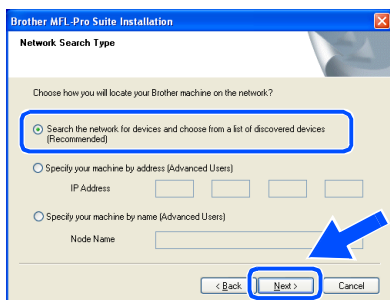 Brother MFL-Pro Suite Installation
Network Search Type
Choose how you will locate your Brother machine on the network?
Search the network for devices and choose from a list of discovered devices
(Recommended)
Specify your machine by address (Advanced Users)
IP Address
Specify your machine by name (Advanced Users)
Node Name
< Back
Next >
Cancel